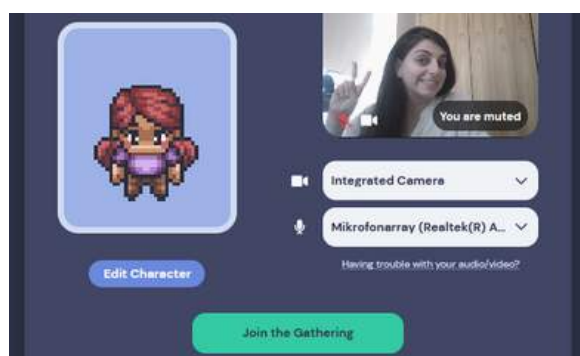 You are muted
Integrated Camera
Mikrofonarray (Realtek(R) A...
Having trouble with your audio/video?
Edit Character
Join the Gathering